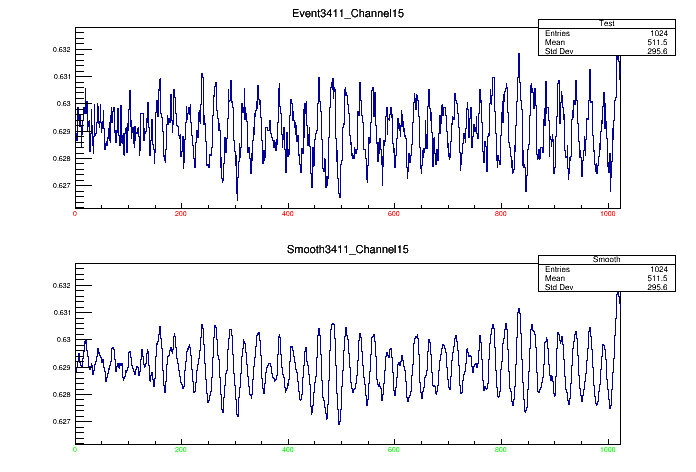 Event3411_Channel15
Test
Entries 1024
Mean 511.5
Std Dev 295.6
0.632
0.631
0.63
0.629
0.628
0.627
0 200 400 600 800 1000
Smooth3411_Channel15
Smooth
Entries 1024
Mean 511.5
Std Dev 295.6
0.632
0.631
0.63
0.629
0.628
0.627
0 200 400 600 800 1000